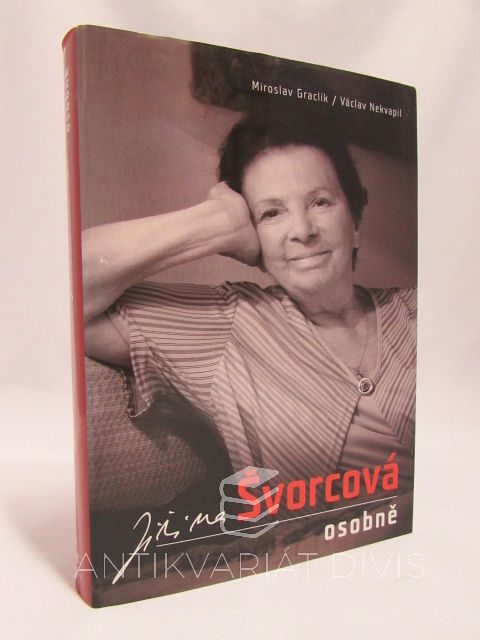 Miroslav Graclík / Václav Nekvapil
Jiřina Švorcová
osobně
ANTIKVARIÁT DIVIŠ